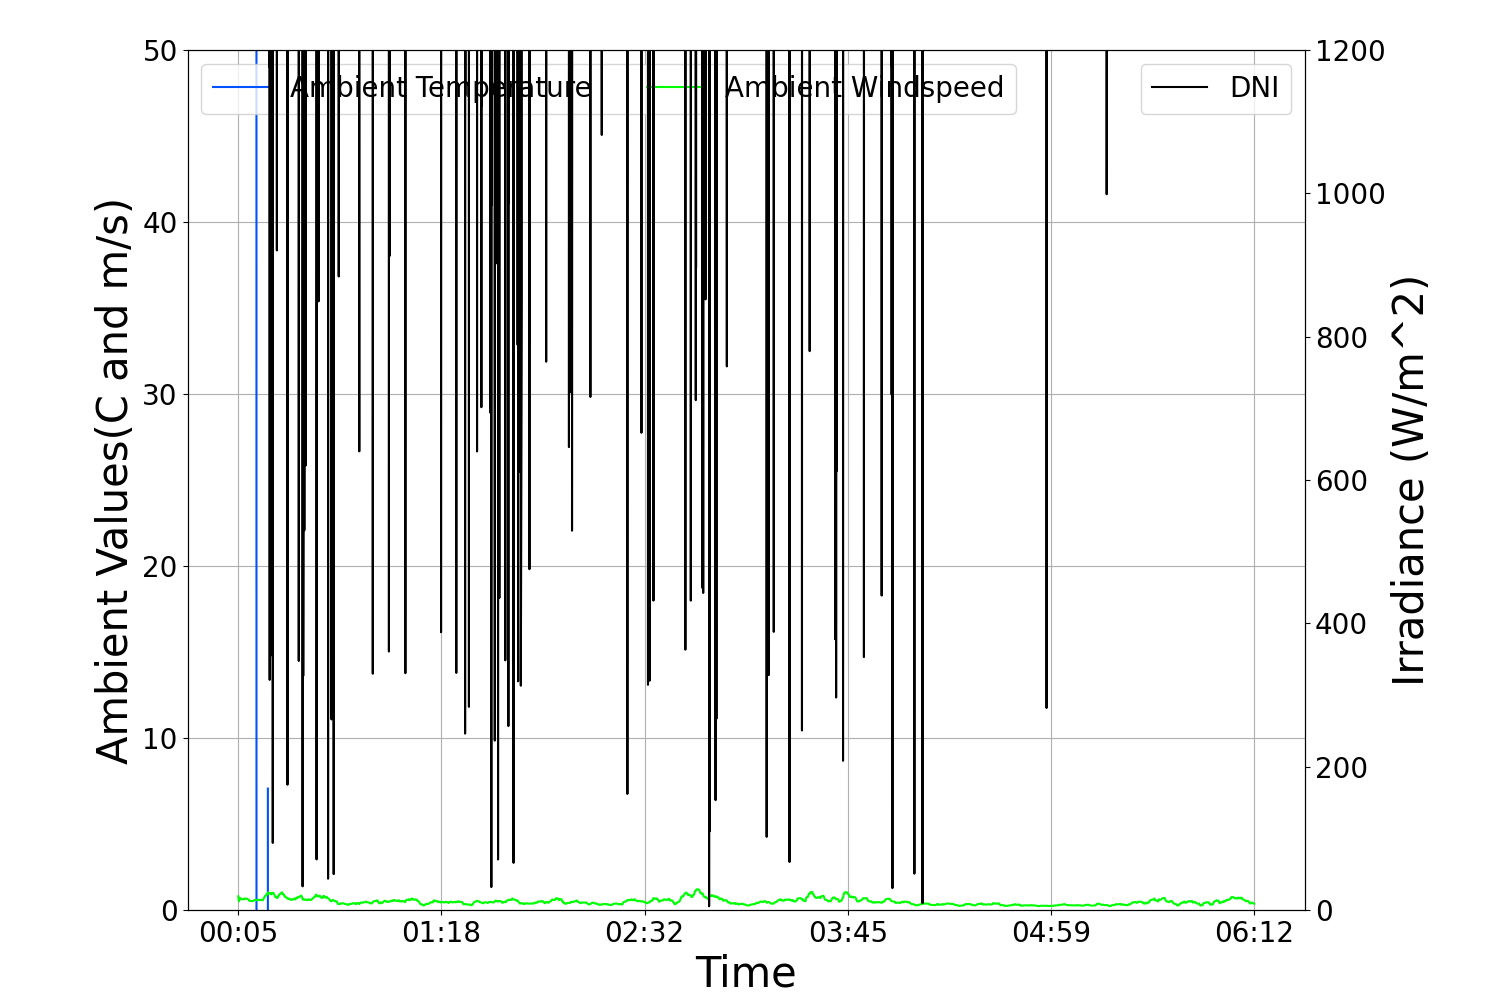 Ambient Temperature
Ambient Windspeed
DNI
50
40
30
20
10
0
Ambient Values(C and m/s)
1200
1000
800
600
400
200
0
Irradiance (W/m^2)
00:05 01:18 02:32 03:45 04:59 06:12
Time